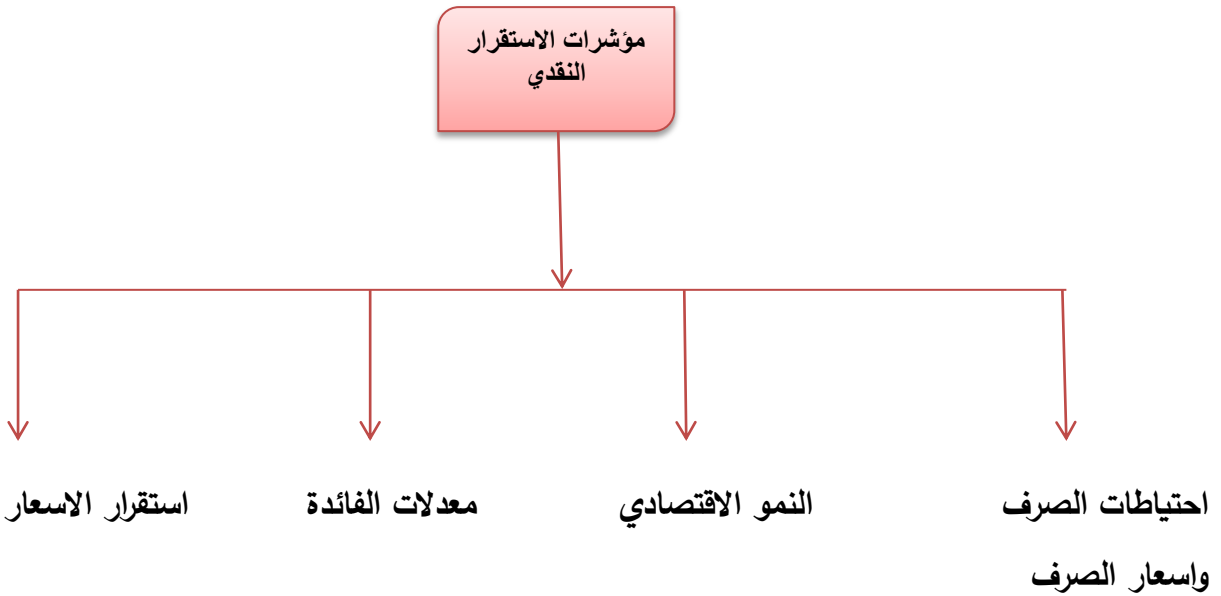 مؤشرات الاستقرار
النقدي
احتياطات الصرف
واسعار الصرف
النمو الاقتصادي
معدلات الفائدة
استقرار الاسعار